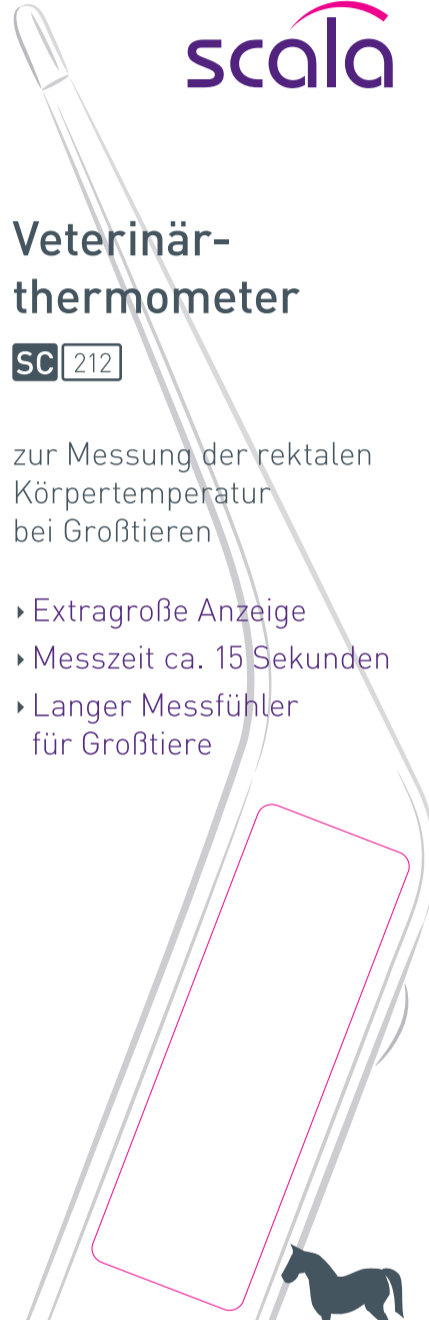 scala
Veterinär-
thermometer
SC 212
zur Messung der rektalen
Körpertemperatur
bei Großtieren
Extragroße Anzeige
Messzeit ca. 15 Sekunden
Langer Messfühler
für Großtiere